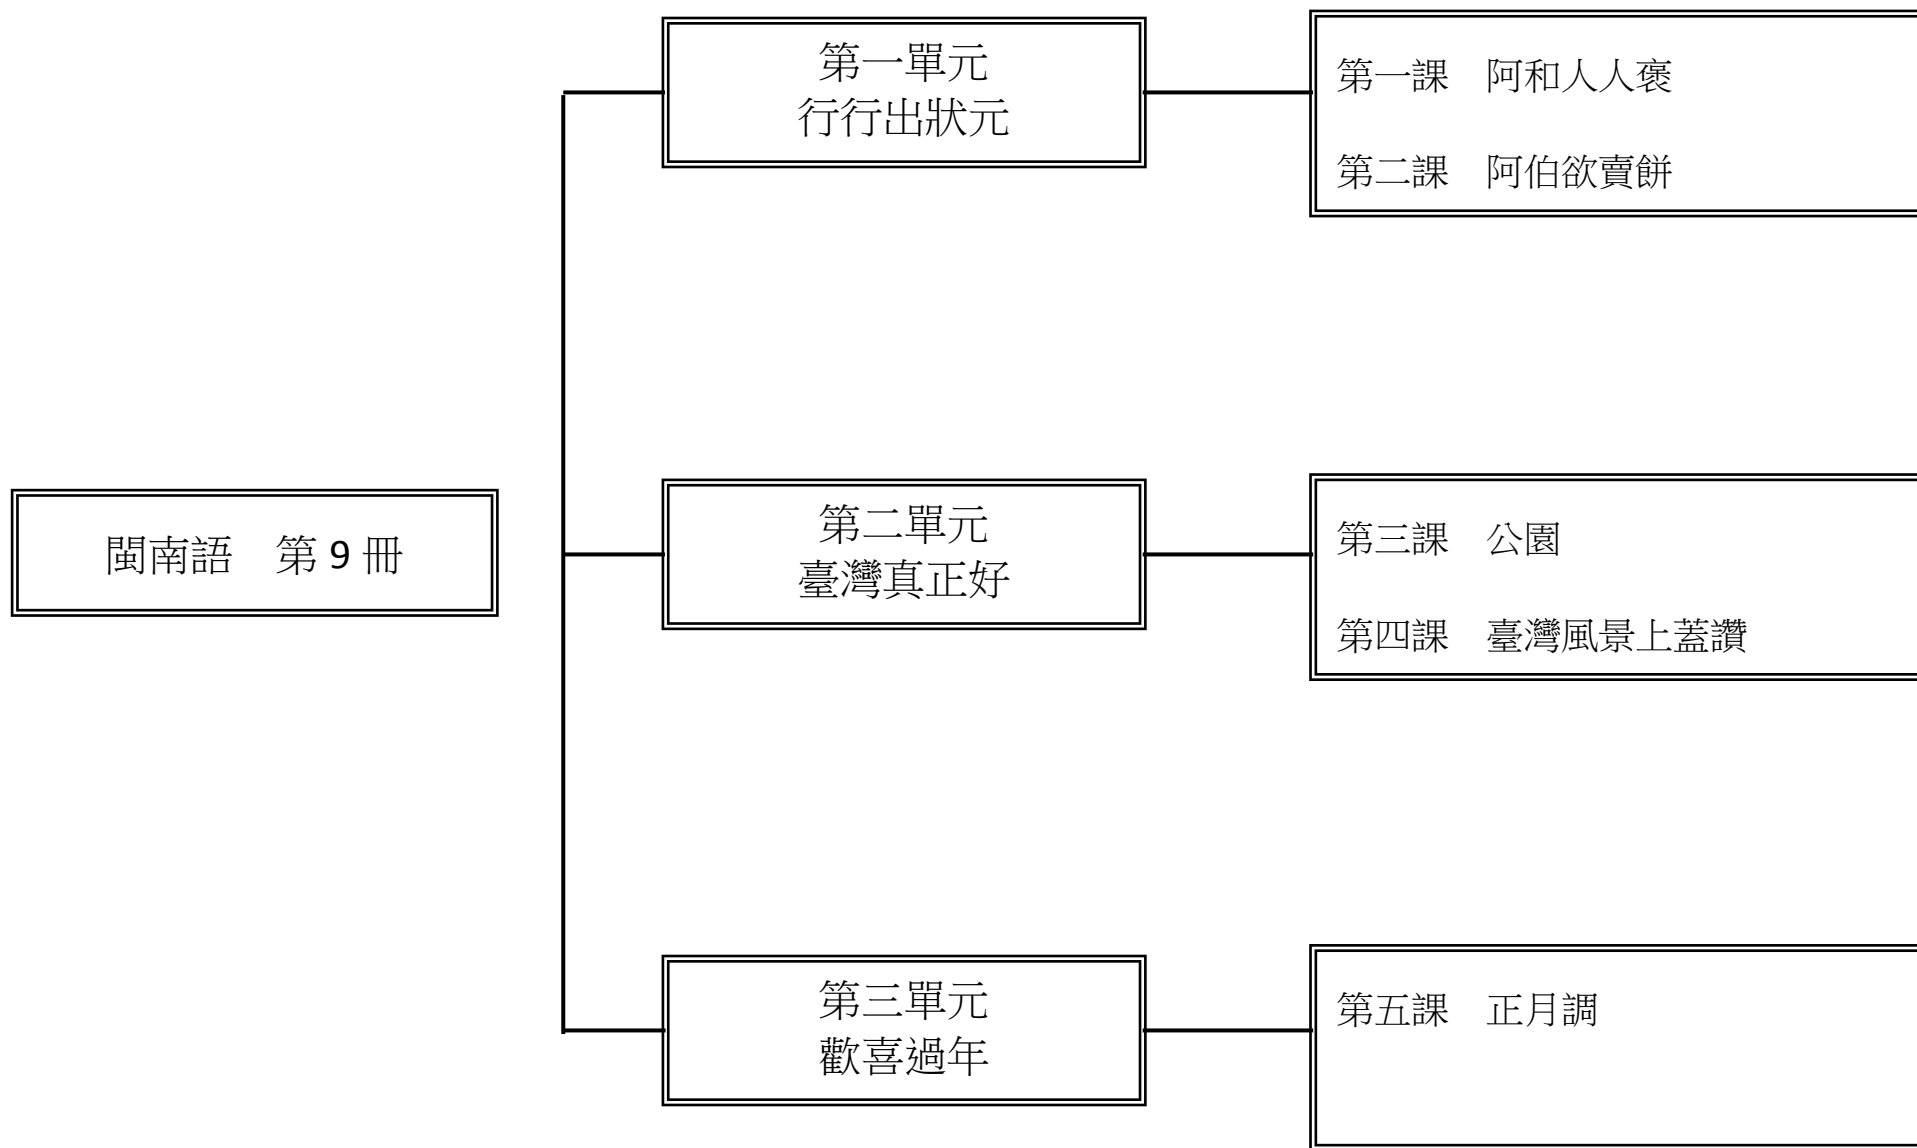 閩南語　第 9 冊
第一單元
行行出狀元
第一課　阿和人人褒
第二課　阿伯欲賣餅
第二單元
臺灣真正好
第三課　公園
第四課　臺灣風景上蓋讚
第三單元
歡喜過年
第五課　正月調